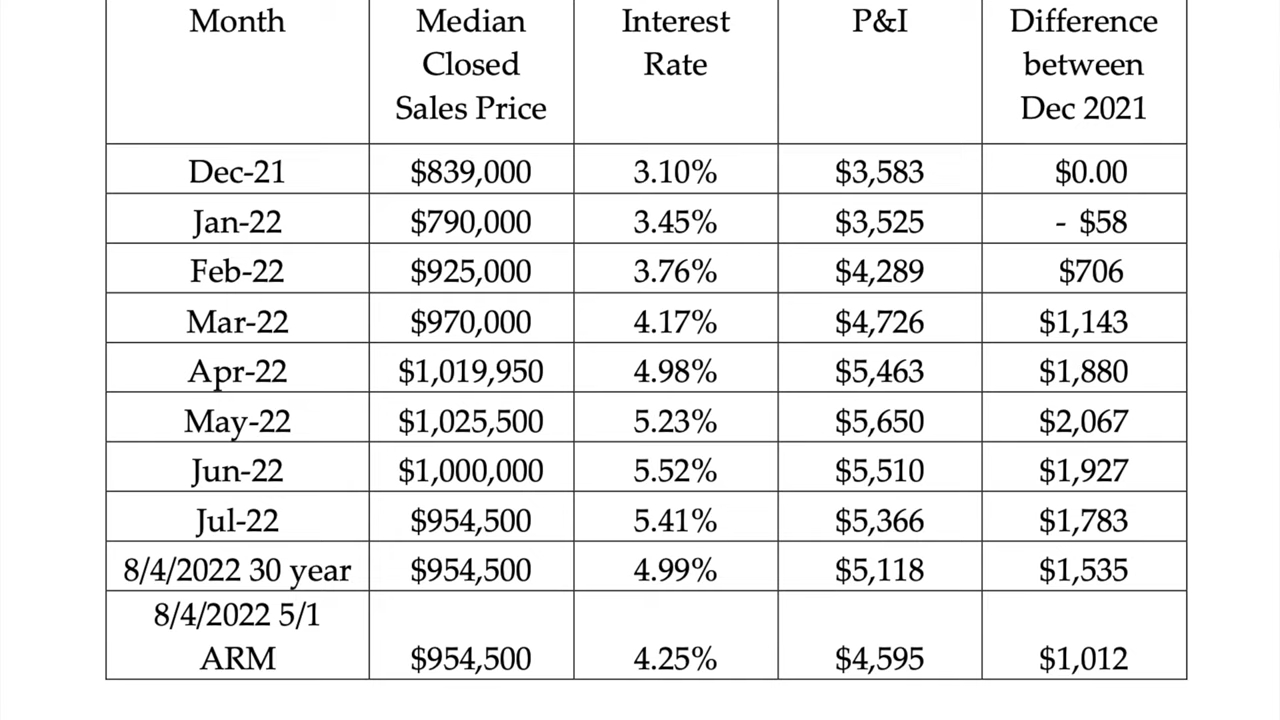 Month Median Closed Sales Price Interest Rate P&I Difference between Dec 2021
Dec-21 $839,000 3.10% $3,583 $0.00
Jan-22 $790,000 3.45% $3,525 - $58
Feb-22 $925,000 3.76% $4,289 $706
Mar-22 $970,000 4.17% $4,726 $1,143
Apr-22 $1,019,950 4.98% $5,463 $1,880
May-22 $1,025,500 5.23% $5,650 $2,067
Jun-22 $1,000,000 5.52% $5,510 $1,927
Jul-22 $954,500 5.41% $5,366 $1,783
8/4/2022 30 year $954,500 4.99% $5,118 $1,535
8/4/2022 5/1
ARM $954,500 4.25% $4,595 $1,012